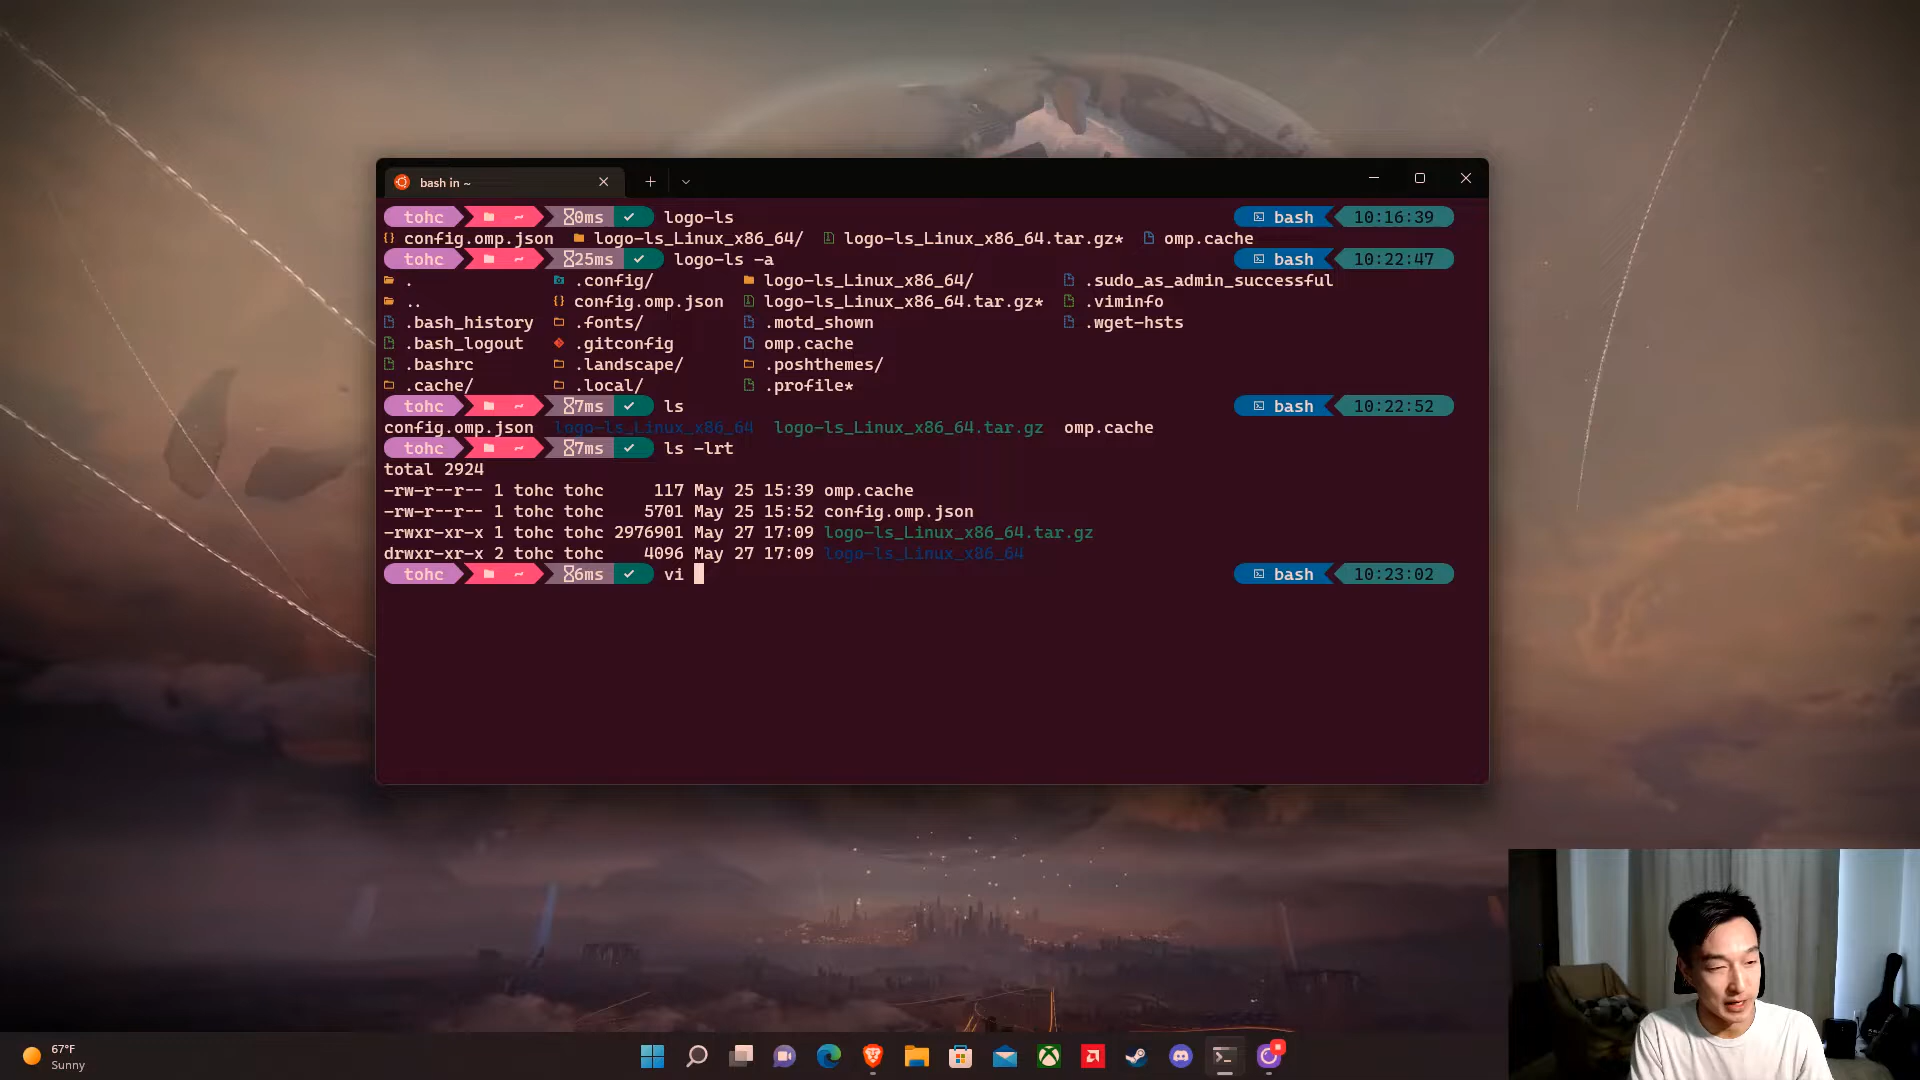 bash in ~
tohc ~ 0ms ✓ logo-ls bash 10:16:39
{} config.omp.json logo-ls_Linux_x86_64/ logo-ls_Linux_x86_64.tar.gz* omp.cache
tohc ~ 25ms ✓ logo-ls -a bash 10:22:47
. .config/ logo-ls_Linux_x86_64/ .sudo_as_admin_successful
.. {} config.omp.json logo-ls_Linux_x86_64.tar.gz* .viminfo
.bash_history .fonts/ .motd_shown .wget-hsts
.bash_logout .gitconfig omp.cache
.bashrc .landscape/ .poshthemes/
.cache/ .local/ .profile*
tohc ~ 7ms ✓ ls bash 10:22:52
config.omp.json logo-ls_Linux_x86_64 logo-ls_Linux_x86_64.tar.gz omp.cache
tohc ~ 7ms ✓ ls -lrt
total 2924
-rw-r--r-- 1 tohc tohc 117 May 25 15:39 omp.cache
-rw-r--r-- 1 tohc tohc 5701 May 25 15:52 config.omp.json
-rwxr-xr-x 1 tohc tohc 2976901 May 27 17:09 logo-ls_Linux_x86_64.tar.gz
drwxr-xr-x 2 tohc tohc 4096 May 27 17:09 logo-ls_Linux_x86_64
tohc ~ 6ms ✓ vi bash 10:23:02
67°F
Sunny